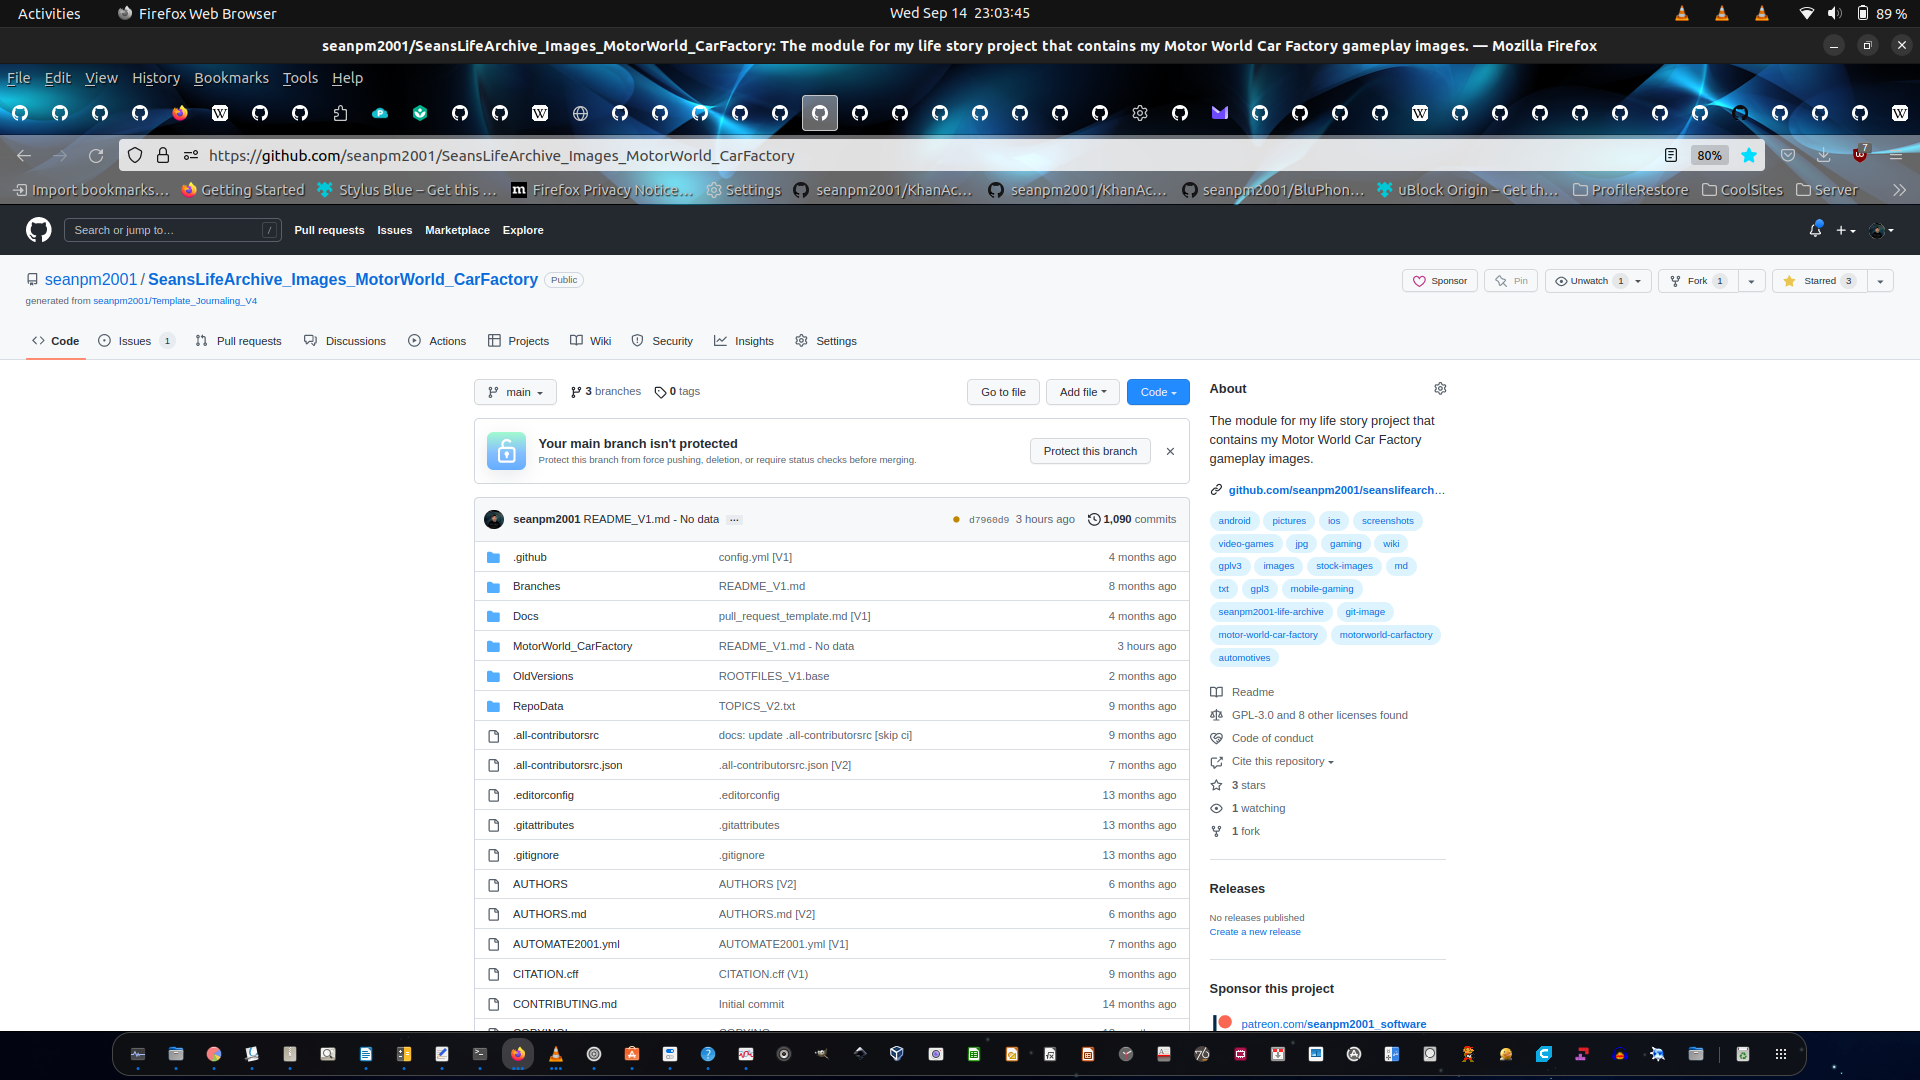 Activities Firefox Web Browser Wed Sep 14 23:03:45 89 %
seanpm2001/SeansLifeArchive_Images_MotorWorld_CarFactory: The module for my life story project that contains my Motor World Car Factory gameplay images. — Mozilla Firefox
File Edit View History Bookmarks Tools Help
https://github.com/seanpm2001/SeansLifeArchive_Images_MotorWorld_CarFactory 80% 7
Import bookmarks… Getting Started Stylus Blue – Get this … Firefox Privacy Notice… Settings seanpm2001/KhanAc… seanpm2001/KhanAc… seanpm2001/BluPhon… uBlock Origin – Get th… ProfileRestore CoolSites Server
Search or jump to… / Pull requests Issues Marketplace Explore
seanpm2001 / SeansLifeArchive_Images_MotorWorld_CarFactory Public Sponsor Pin Unwatch 1 Fork 1 Starred 3
generated from seanpm2001/Template_Journaling_V4
Code Issues 1 Pull requests Discussions Actions Projects Wiki Security Insights Settings
main 3 branches 0 tags Go to file Add file Code
Your main branch isn't protected
Protect this branch from force pushing, deletion, or require status checks before merging.
Protect this branch
seanpm2001 README_V1.md - No data … d7960d9 3 hours ago 1,090 commits
.github config.yml [V1] 4 months ago
Branches README_V1.md 8 months ago
Docs pull_request_template.md [V1] 4 months ago
MotorWorld_CarFactory README_V1.md - No data 3 hours ago
OldVersions ROOTFILES_V1.base 2 months ago
RepoData TOPICS_V2.txt 9 months ago
.all-contributorsrc docs: update .all-contributorsrc [skip ci] 9 months ago
.all-contributorsrc.json .all-contributorsrc.json [V2] 7 months ago
.editorconfig .editorconfig 13 months ago
.gitattributes .gitattributes 13 months ago
.gitignore .gitignore 13 months ago
AUTHORS AUTHORS [V2] 6 months ago
AUTHORS.md AUTHORS.md [V2] 6 months ago
AUTOMATE2001.yml AUTOMATE2001.yml [V1] 7 months ago
CITATION.cff CITATION.cff (V1) 9 months ago
CONTRIBUTING.md Initial commit 14 months ago
About
The module for my life story project that
contains my Motor World Car Factory
gameplay images.
github.com/seanpm2001/seanslifearch…
android pictures ios screenshots
video-games jpg gaming wiki
gplv3 images stock-images md
txt gpl3 mobile-gaming
seanpm2001-life-archive git-image
motor-world-car-factory motorworld-carfactory
automotives
Readme
GPL-3.0 and 8 other licenses found
Code of conduct
Cite this repository
3 stars
1 watching
1 fork
Releases
No releases published
Create a new release
Sponsor this project
patreon.com/seanpm2001_software